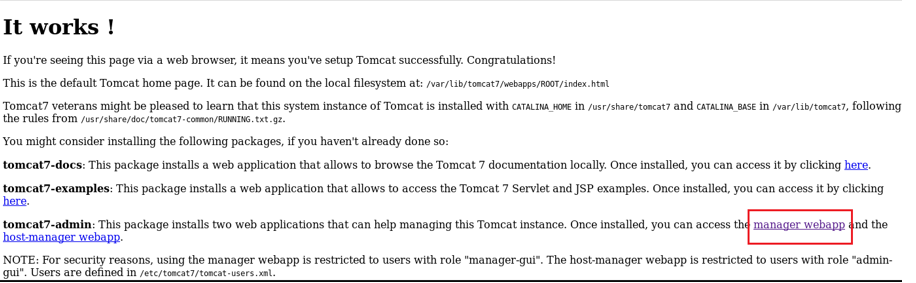 It works !
If you're seeing this page via a web browser, it means you've setup Tomcat successfully. Congratulations!
This is the default Tomcat home page. It can be found on the local filesystem at: /var/lib/tomcat7/webapps/ROOT/index.html
Tomcat7 veterans might be pleased to learn that this system instance of Tomcat is installed with CATALINA_HOME in /usr/share/tomcat7 and CATALINA_BASE in /var/lib/tomcat7, following
the rules from /usr/share/doc/tomcat7-common/RUNNING.txt.gz.
You might consider installing the following packages, if you haven't already done so:
tomcat7-docs: This package installs a web application that allows to browse the Tomcat 7 documentation locally. Once installed, you can access it by clicking here.
tomcat7-examples: This package installs a web application that allows to access the Tomcat 7 Servlet and JSP examples. Once installed, you can access it by clicking
here.
tomcat7-admin: This package installs two web applications that can help managing this Tomcat instance. Once installed, you can access the manager webapp and the
host-manager webapp.
NOTE: For security reasons, using the manager webapp is restricted to users with role "manager-gui". The host-manager webapp is restricted to users with role "admin-
gui". Users are defined in /etc/tomcat7/tomcat-users.xml.